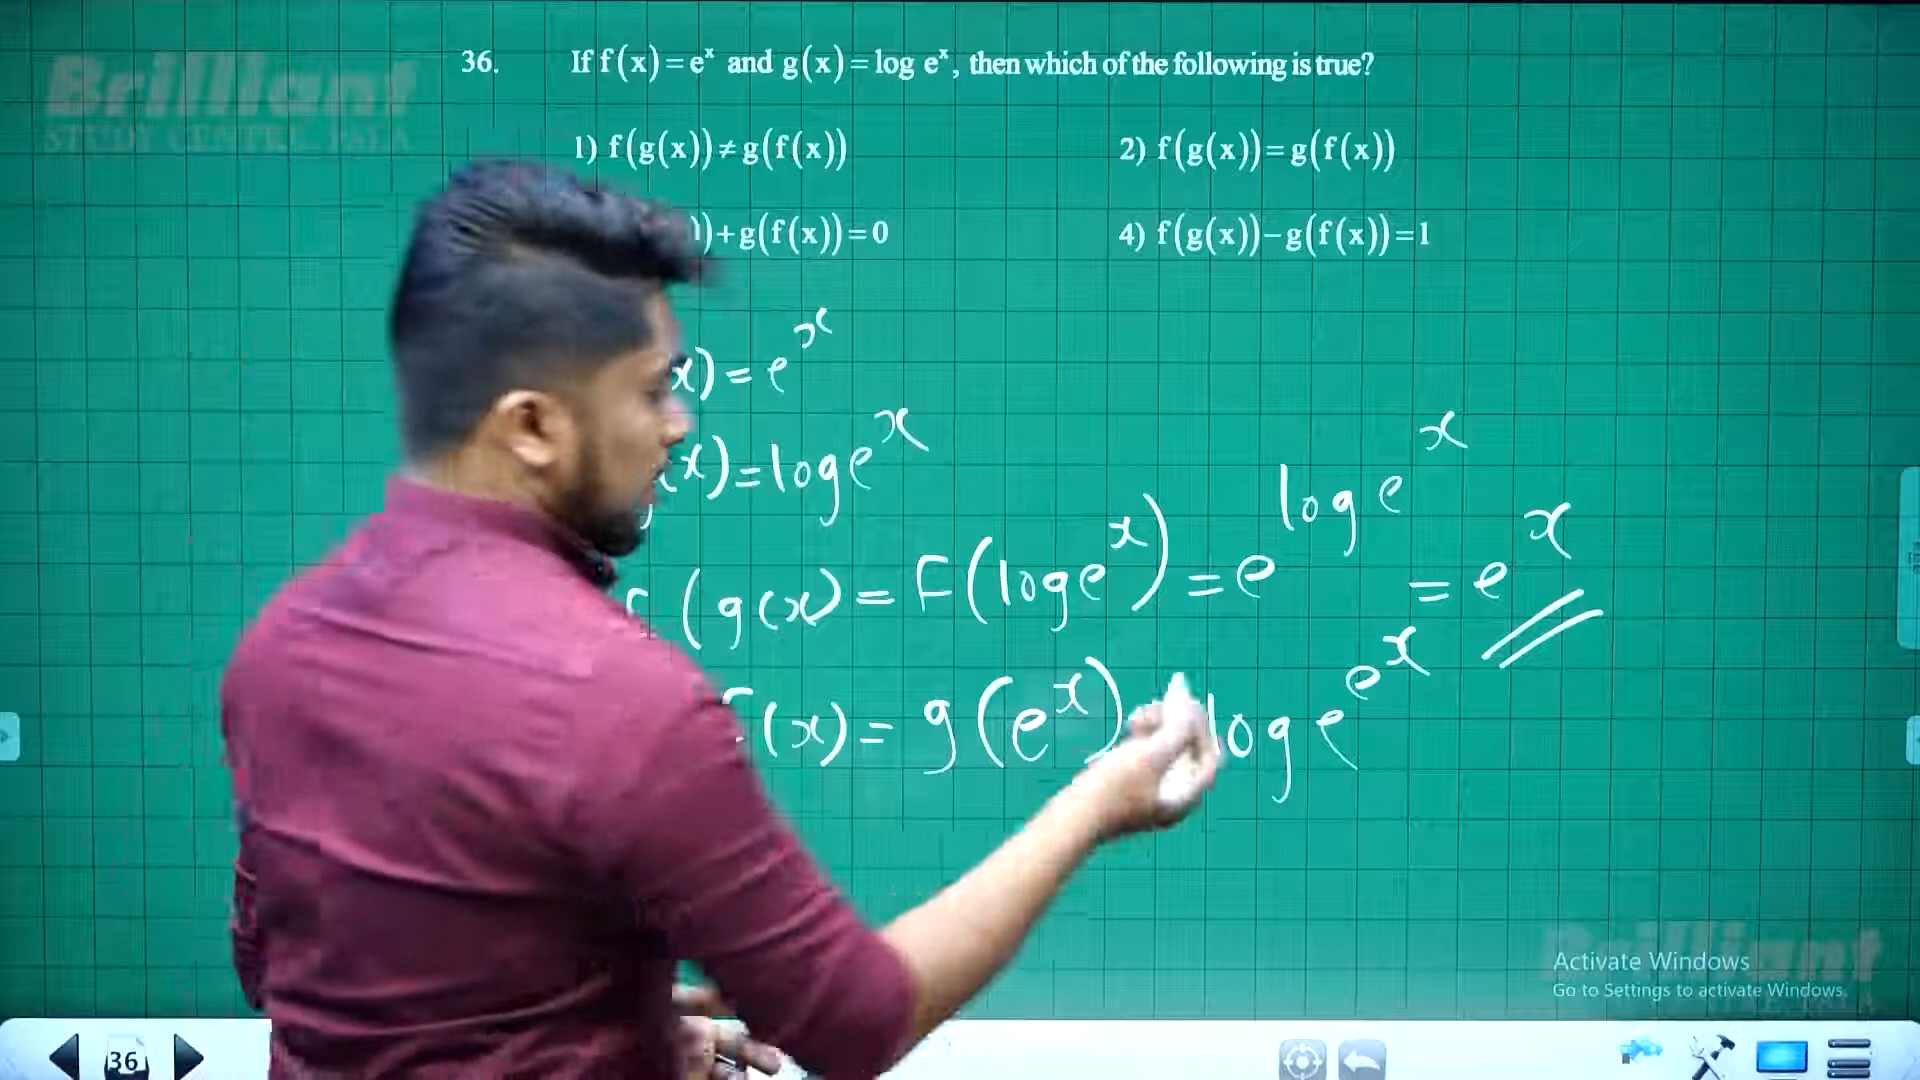 Brilliant
STUDY CENTRE, PALA
36. If f(x) = eˣ and g(x) = log eˣ, then which of the following is true?
1) f(g(x)) ≠ g(f(x))
2) f(g(x)) = g(f(x))
)) + g(f(x)) = 0
4) f(g(x)) − g(f(x)) = 1
x) = eˣ
(x) = log eˣ
f(g(x) = F(log eˣ) = e^(log eˣ) = eˣ
f(x) = g(eˣ) log e^(eˣ)
Activate Windows
Go to Settings to activate Windows.
36